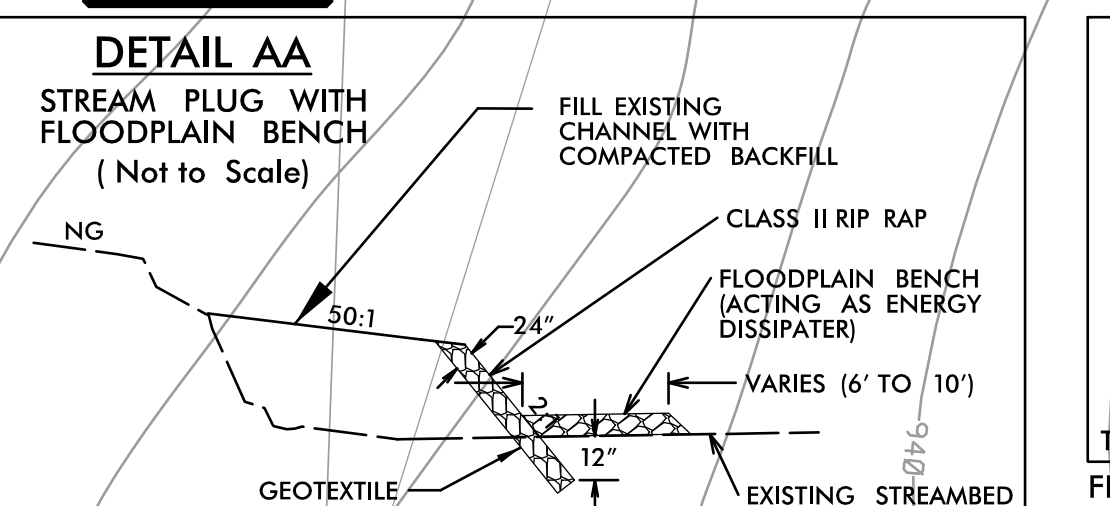 DETAIL AA
STREAM PLUG WITH
FLOODPLAIN BENCH
( Not to Scale)
FILL EXISTING
CHANNEL WITH
COMPACTED BACKFILL
NG
CLASS II RIP RAP
50:1
24"
FLOODPLAIN BENCH
(ACTING AS ENERGY
DISSIPATER)
VARIES (6' TO 10')
2:1
12"
940
GEOTEXTILE
EXISTING STREAMBED